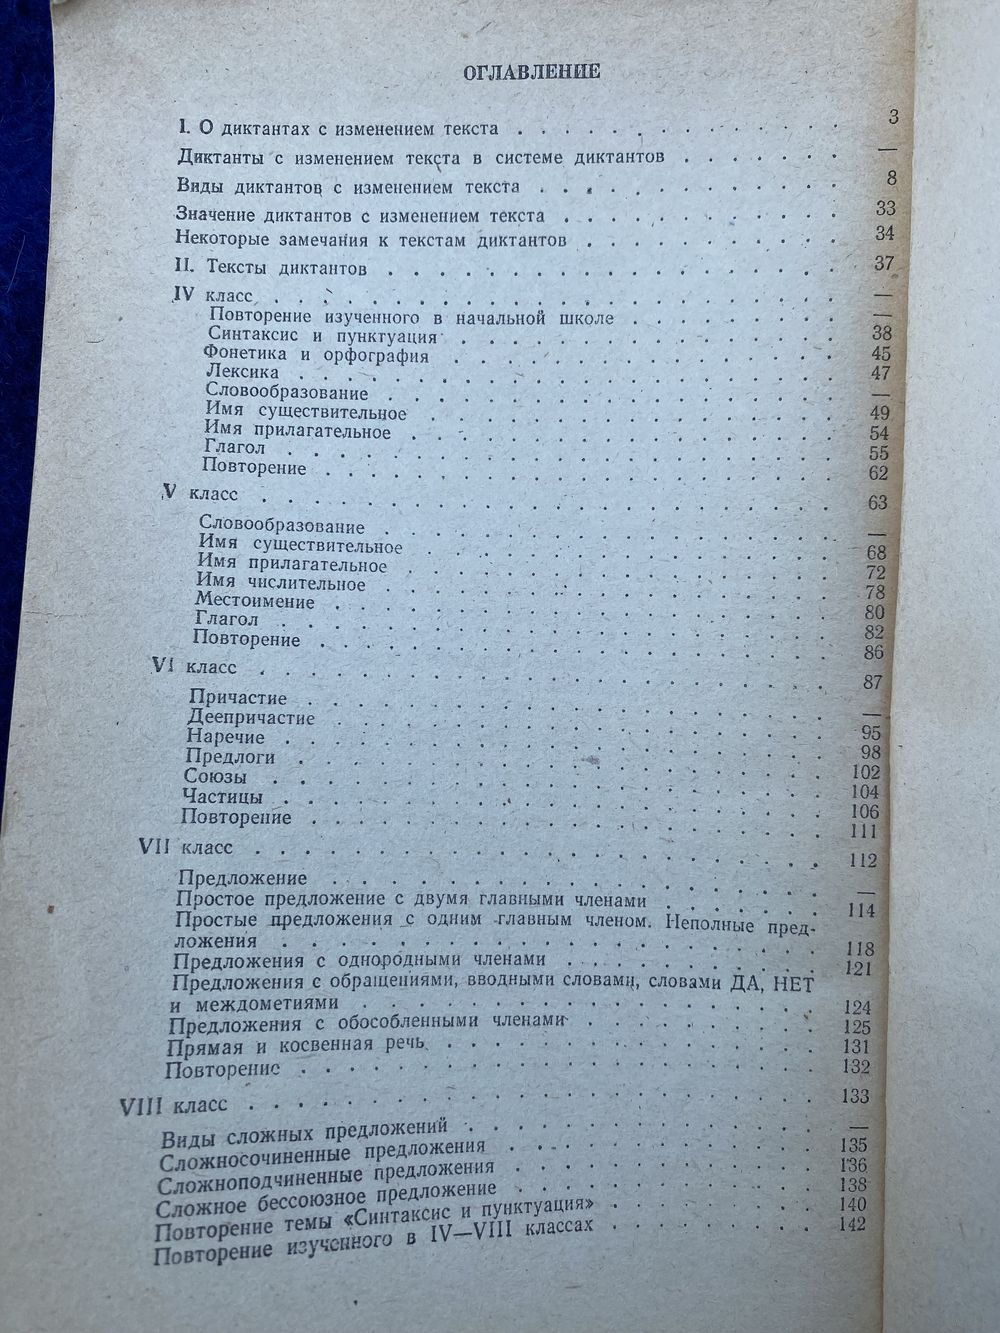 ОГЛАВЛЕНИЕ
I. О диктантах с изменением текста . . . . . . . . . . . 3
Диктанты с изменением текста в системе диктантов . . . . . . —
Виды диктантов с изменением текста . . . . . . . . . . . 8
Значение диктантов с изменением текста . . . . . . . . . . 33
Некоторые замечания к текстам диктантов . . . . . . . . . 34
II. Тексты диктантов . . . . . . . . . . . . . . . . 37
IV класс . . . . . . . . . . . . . . . . . . . . —
Повторение изученного в начальной школе . . . . . . . . —
Синтаксис и пунктуация . . . . . . . . . . . . . . 38
Фонетика и орфография . . . . . . . . . . . . . . 45
Лексика . . . . . . . . . . . . . . . . . . . 47
Словообразование . . . . . . . . . . . . . . . . —
Имя существительное . . . . . . . . . . . . . . . 49
Имя прилагательное . . . . . . . . . . . . . . . 54
Глагол . . . . . . . . . . . . . . . . . . . 55
Повторение . . . . . . . . . . . . . . . . . . 62
V класс . . . . . . . . . . . . . . . . . . . . 63
Словообразование . . . . . . . . . . . . . . . . —
Имя существительное . . . . . . . . . . . . . . . 68
Имя прилагательное . . . . . . . . . . . . . . . 72
Имя числительное . . . . . . . . . . . . . . . . 78
Местоимение . . . . . . . . . . . . . . . . . . 80
Глагол . . . . . . . . . . . . . . . . . . . 82
Повторение . . . . . . . . . . . . . . . . . . 86
VI класс . . . . . . . . . . . . . . . . . . . . 87
Причастие . . . . . . . . . . . . . . . . . . —
Деепричастие . . . . . . . . . . . . . . . . . 95
Наречие . . . . . . . . . . . . . . . . . . . 98
Предлоги . . . . . . . . . . . . . . . . . . 102
Союзы . . . . . . . . . . . . . . . . . . . 104
Частицы . . . . . . . . . . . . . . . . . . . 106
Повторение . . . . . . . . . . . . . . . . . . 111
VII класс . . . . . . . . . . . . . . . . . . . 112
Предложение . . . . . . . . . . . . . . . . . . —
Простое предложение с двумя главными членами . . . . . . 114
Простые предложения с одним главным членом. Неполные пред-
ложения . . . . . . . . . . . . . . . . . . . 118
Предложения с однородными членами . . . . . . . . . . 121
Предложения с обращениями, вводными словами, словами ДА, НЕТ
и междометиями . . . . . . . . . . . . . . . . . 124
Предложения с обособленными членами . . . . . . . . . 125
Прямая и косвенная речь . . . . . . . . . . . . . . 131
Повторение . . . . . . . . . . . . . . . . . . 132
VIII класс . . . . . . . . . . . . . . . . . . . 133
Виды сложных предложений . . . . . . . . . . . . . —
Сложносочиненные предложения . . . . . . . . . . . . 135
Сложноподчиненные предложения . . . . . . . . . . . 136
Сложное бессоюзное предложение . . . . . . . . . . . 138
Повторение темы «Синтаксис и пунктуация» . . . . . . . . 140
Повторение изученного в IV—VIII классах . . . . . . . . 142